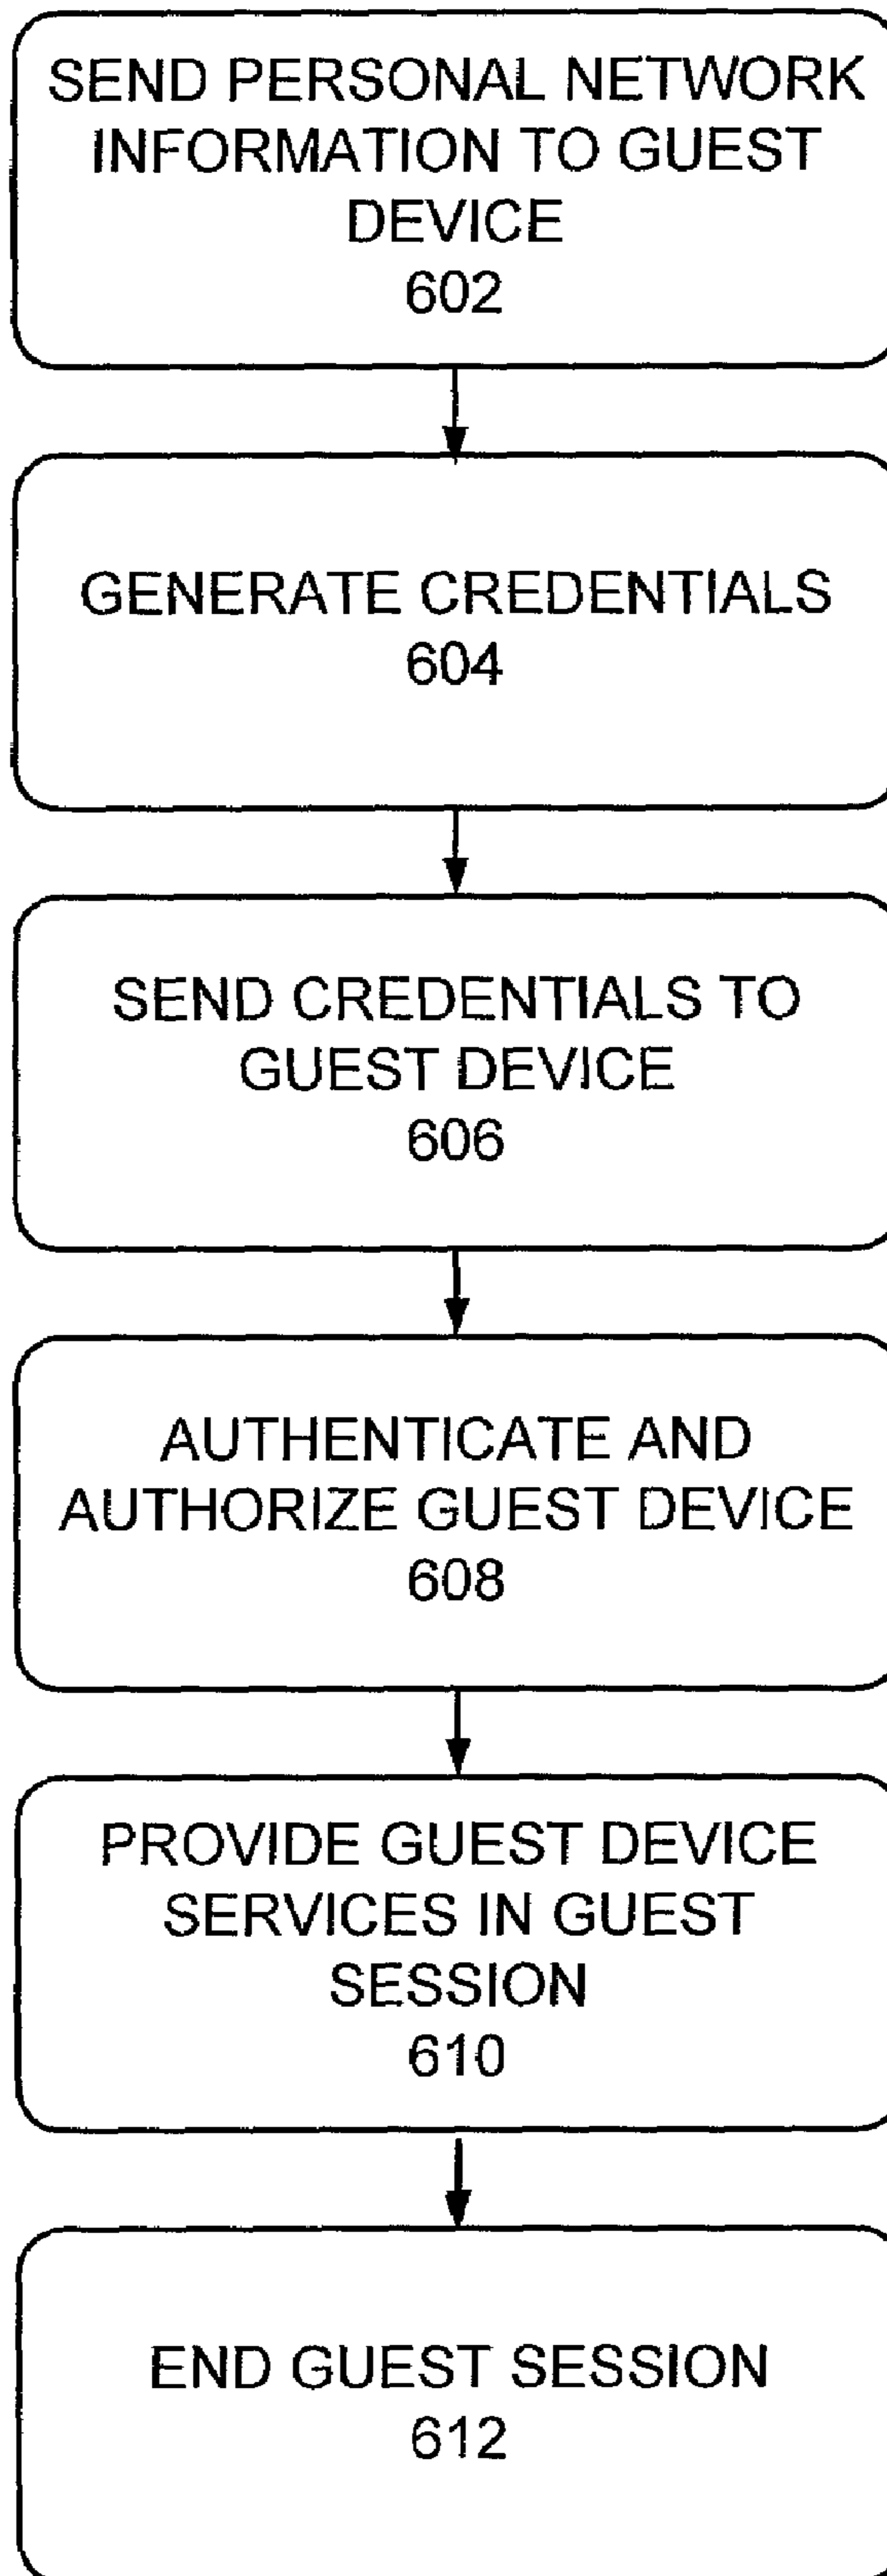 SEND PERSONAL NETWORK
INFORMATION TO GUEST
DEVICE
602
GENERATE CREDENTIALS
604
SEND CREDENTIALS TO
GUEST DEVICE
606
AUTHENTICATE AND
AUTHORIZE GUEST DEVICE
608
PROVIDE GUEST DEVICE
SERVICES IN GUEST
SESSION
610
END GUEST SESSION
612